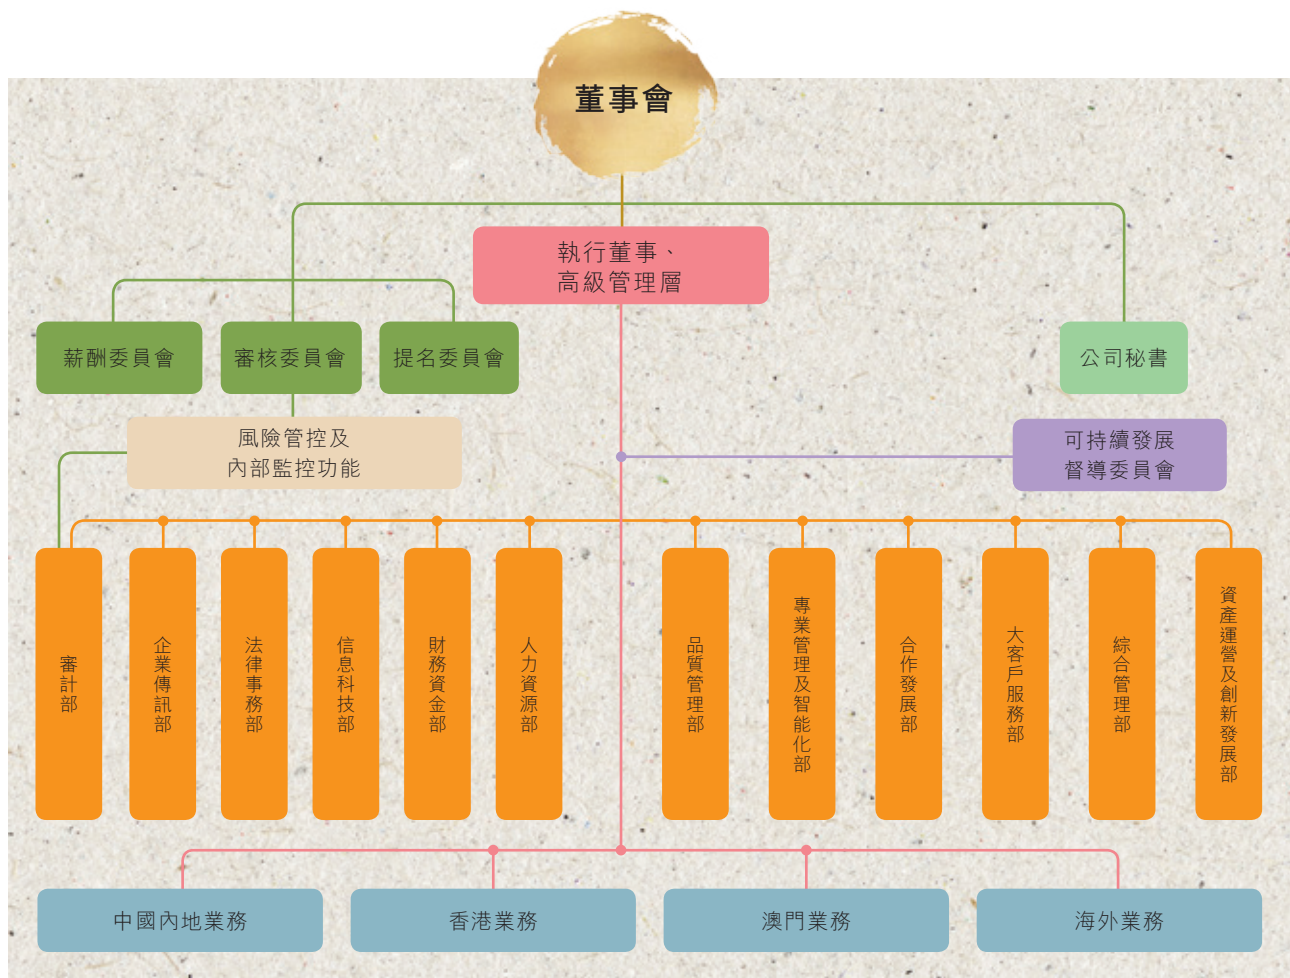 董事會
執行董事、
高級管理層
薪酬委員會
審核委員會
提名委員會
公司秘書
風險管控及
內部監控功能
可持續發展
督導委員會
審計部
企業傳訊部
法律事務部
信息科技部
財務資金部
人力資源部
品質管理部
專業管理及智能化部
合作發展部
大客戶服務部
綜合管理部
資產運營及創新發展部
中國內地業務
香港業務
澳門業務
海外業務